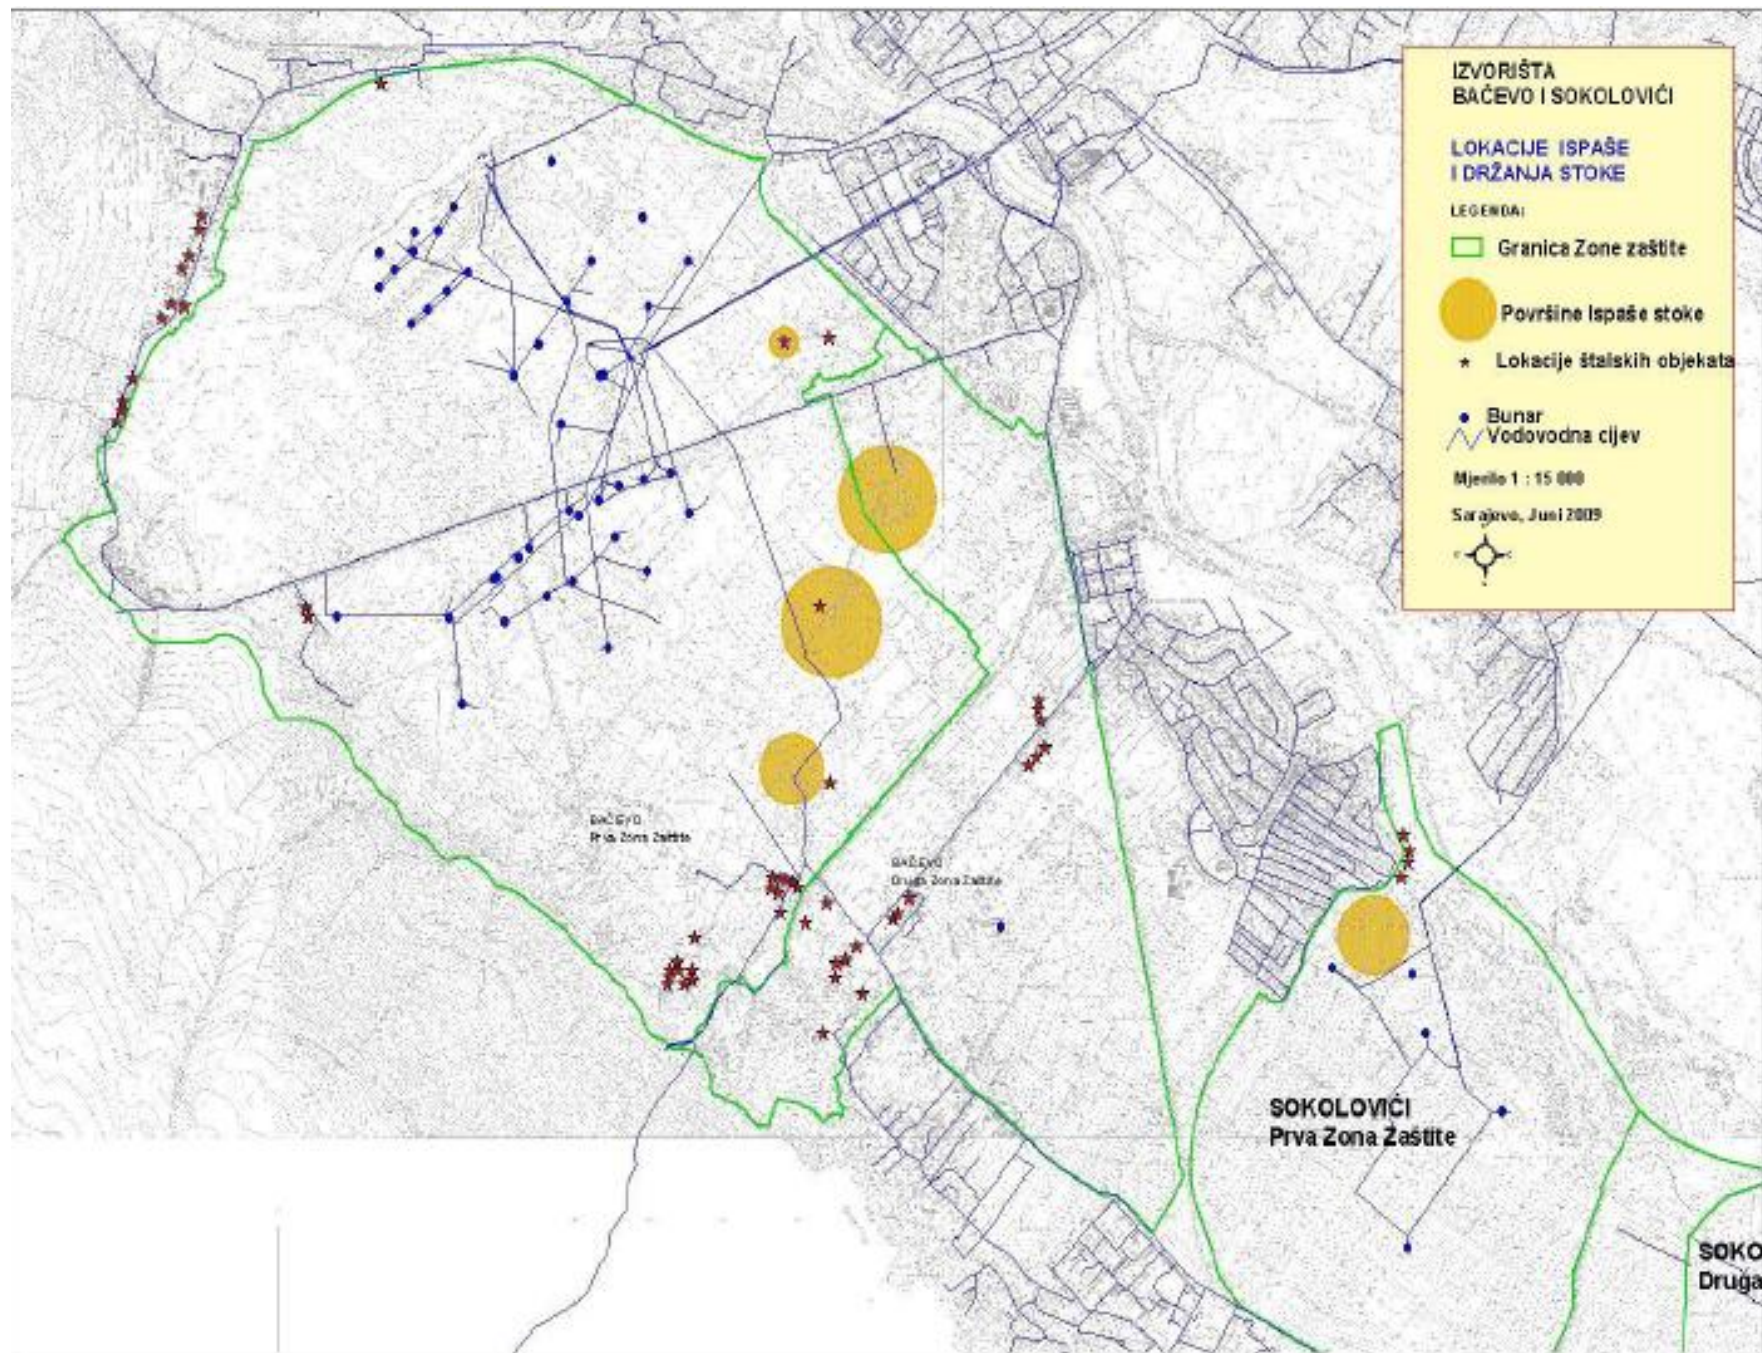 IZVORIŠTA
BAČEVO I SOKOLOVIĆI
LOKACIJE ISPAŠE
I DRŽANJA STOKE
LEGENDA:
Granica Zone zaštite
Površine Ispaše stoke
Lokacije štalskih objekata
Bunar
Vodovodna cijev
Mjerilo 1 : 15 000
Sarajevo, Juni 2009
BAČEVO
Prva Zona Zaštite
BAČEVO
Druga Zona Zaštite
SOKOLOVIĆI
Prva Zona Zaštite
SOKO
Druga